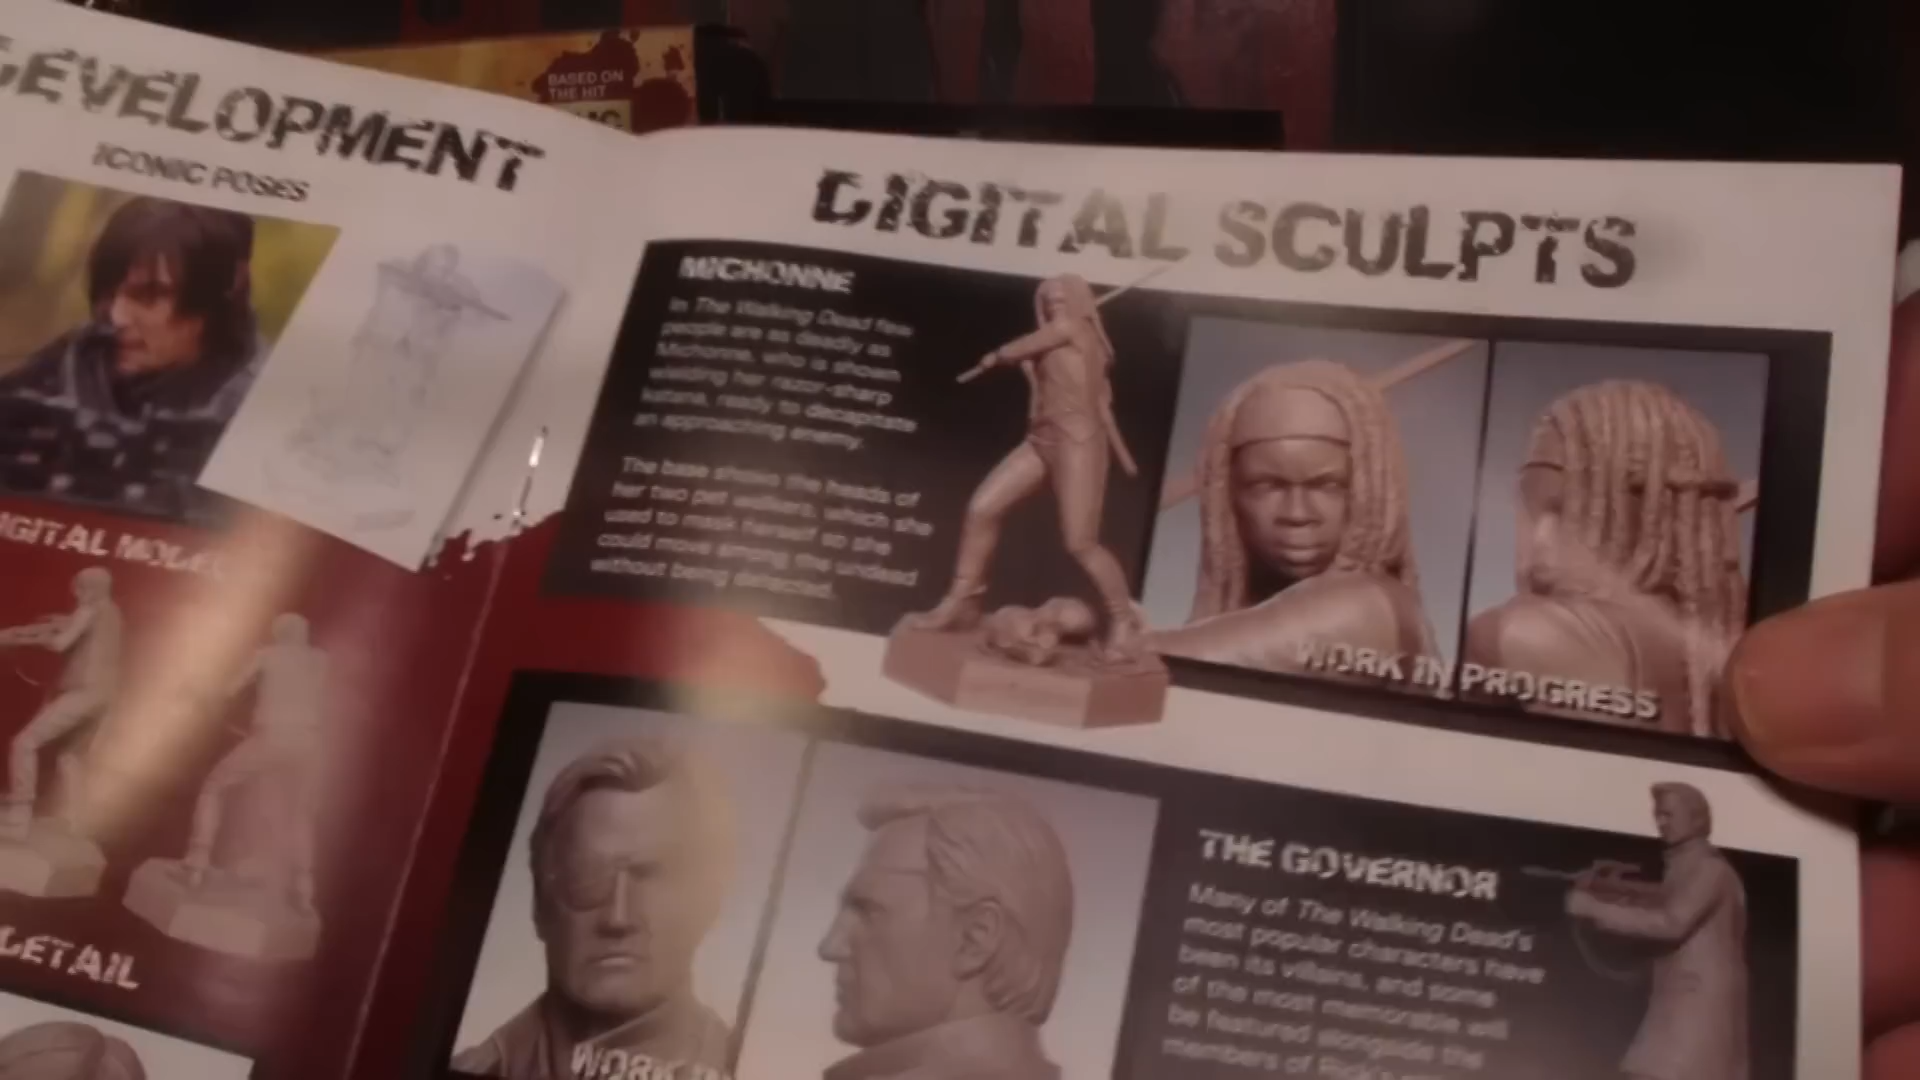 BASED ON
THE HIT
DEVELOPMENT
ICONIC POSES
DIGITAL
DETAIL
DIGITAL SCULPTS
MICHONNE
In The Walking Dead few
people are as deadly as
Michonne, who is shown
wielding her razor-sharp
katana, ready to decapitate
an approaching enemy.
The base shows the heads of
her two pet walkers, which she
used to mask herself so she
could move among the undead
without being detected.
WORK IN PROGRESS
WORK IN
THE GOVERNOR
Many of The Walking Dead's
most popular characters have
been its villains, and some
of the most memorable will
be featured alongside the
members of Rick's